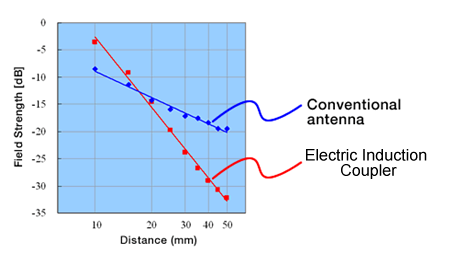 0
-5
-10
-15
-20
-25
-30
-35
Field Strength [dB]
10 20 30 40 50
Distance (mm)
Conventional
antenna
Electric Induction
Coupler